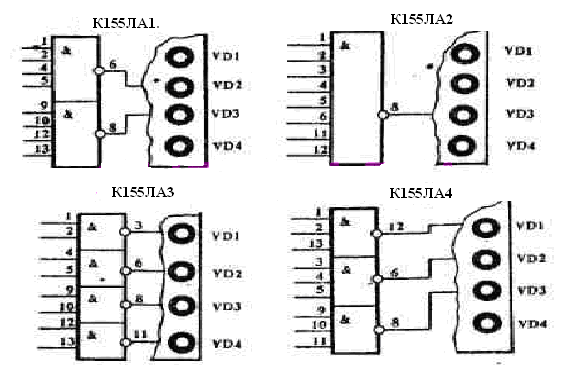 К155ЛА1. К155ЛА2
1 & 6 VD1
2
4 VD2
5
9 & 8 VD3
10
12 VD4
13
1 & VD1
2
3 VD2
4
5 8 VD3
6
11 VD4
12
К155ЛА3 К155ЛА4
1 & 3 VD1
2
4 & 6 VD2
5
9 & 8 VD3
10
12 & 11 VD4
13
1 & 12 VD1
2
13 VD2
3 & 6
4 VD3
5
9 & 8 VD4
10
11